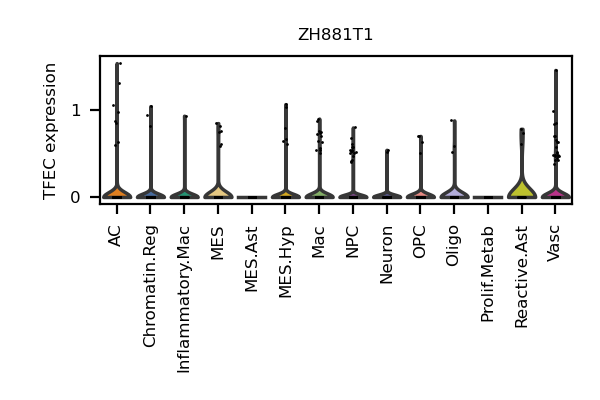 ZH881T1
TFEC expression
1
0
AC
Chromatin.Reg
Inflammatory.Mac
MES
MES.Ast
MES.Hyp
Mac
NPC
Neuron
OPC
Oligo
Prolif.Metab
Reactive.Ast
Vasc